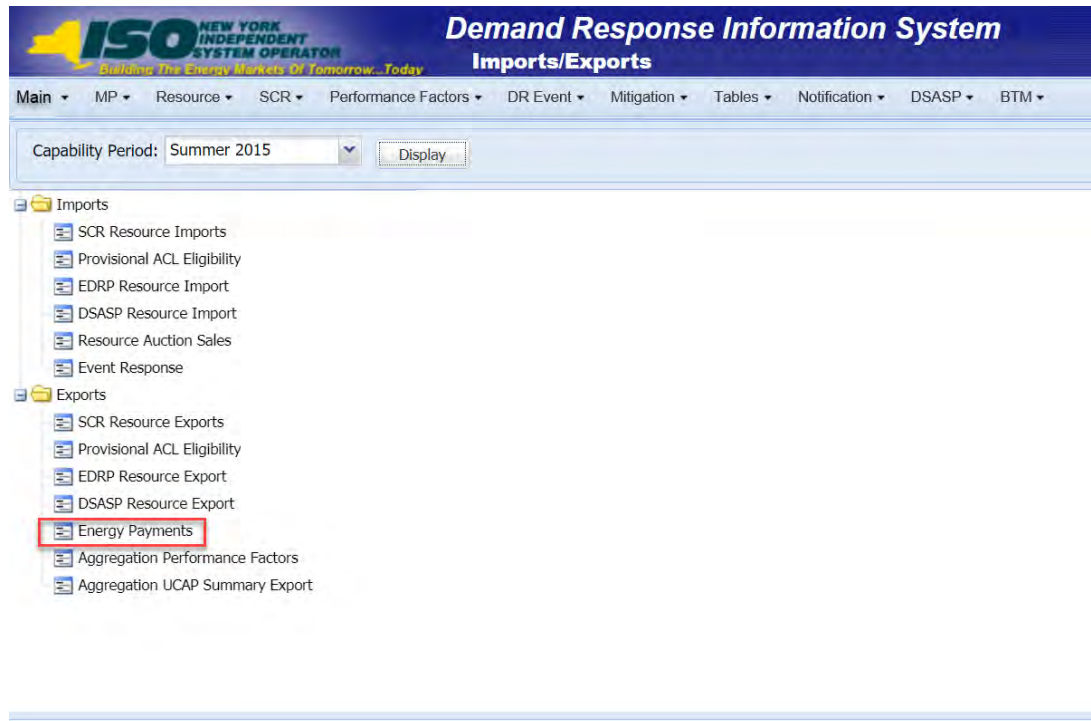 ISO NEW YORK
INDEPENDENT
SYSTEM OPERATOR
Building The Energy Markets Of Tomorrow...Today
Demand Response Information System
Imports/Exports
Main MP Resource SCR Performance Factors DR Event Mitigation Tables Notification DSASP BTM
Capability Period: Summer 2015 Display
Imports
SCR Resource Imports
Provisional ACL Eligibility
EDRP Resource Import
DSASP Resource Import
Resource Auction Sales
Event Response
Exports
SCR Resource Exports
Provisional ACL Eligibility
EDRP Resource Export
DSASP Resource Export
Energy Payments
Aggregation Performance Factors
Aggregation UCAP Summary Export